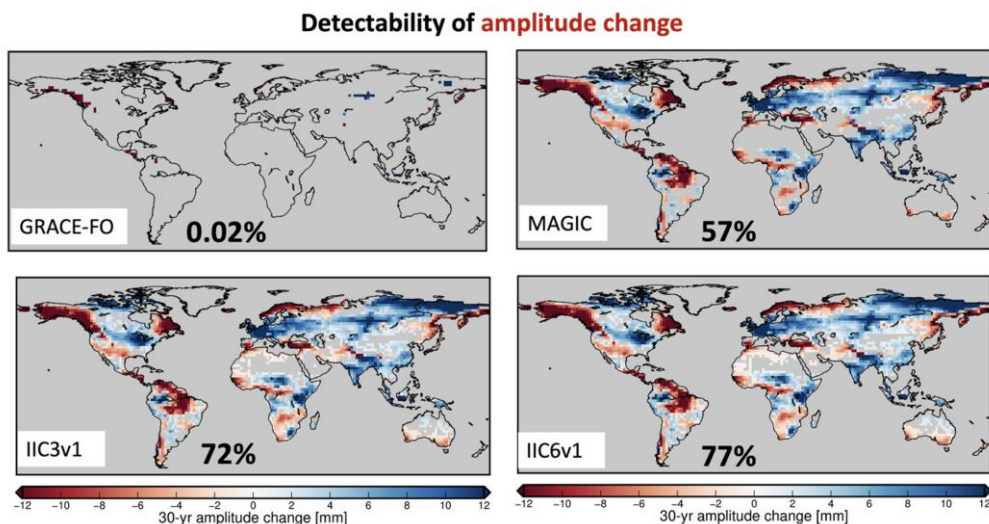 Detectability of amplitude change
GRACE-FO
0.02%
MAGIC
57%
IIC3v1
72%
IIC6v1
77%
−12 −10 −8 −6 −4 −2 0 2 4 6 8 10 12
30-yr amplitude change [mm]
−12 −10 −8 −6 −4 −2 0 2 4 6 8 10 12
30-yr amplitude change [mm]